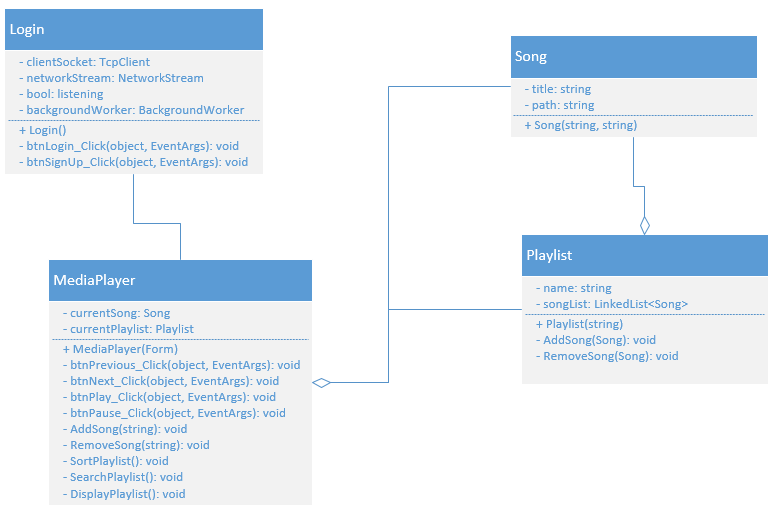 Login
- clientSocket: TcpClient
- networkStream: NetworkStream
- bool: listening
- backgroundWorker: BackgroundWorker
+ Login()
- btnLogin_Click(object, EventArgs): void
- btnSignUp_Click(object, EventArgs): void
Song
- title: string
- path: string
+ Song(string, string)
MediaPlayer
- currentSong: Song
- currentPlaylist: Playlist
+ MediaPlayer(Form)
- btnPrevious_Click(object, EventArgs): void
- btnNext_Click(object, EventArgs): void
- btnPlay_Click(object, EventArgs): void
- btnPause_Click(object, EventArgs): void
- AddSong(string): void
- RemoveSong(string): void
- SortPlaylist(): void
- SearchPlaylist(): void
- DisplayPlaylist(): void
Playlist
- name: string
- songList: LinkedList<Song>
+ Playlist(string)
- AddSong(Song): void
- RemoveSong(Song): void